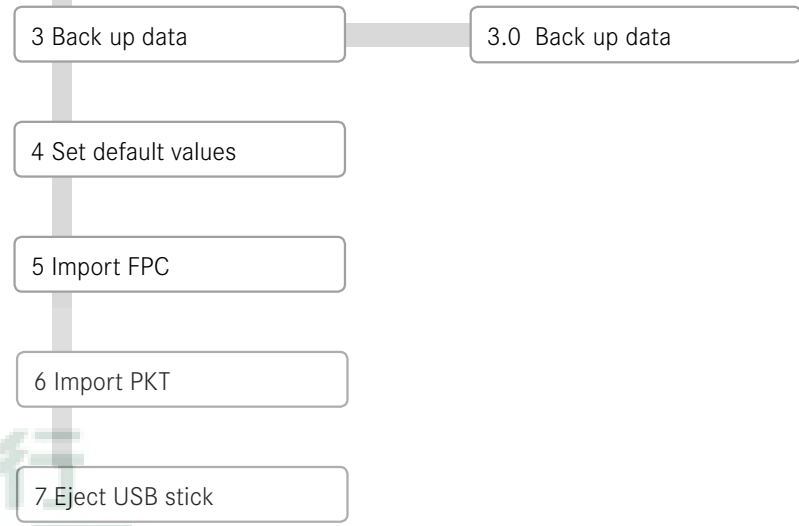 3 Back up data
3.0 Back up data
4 Set default values
5 Import FPC
6 Import PKT
7 Eject USB stick
行